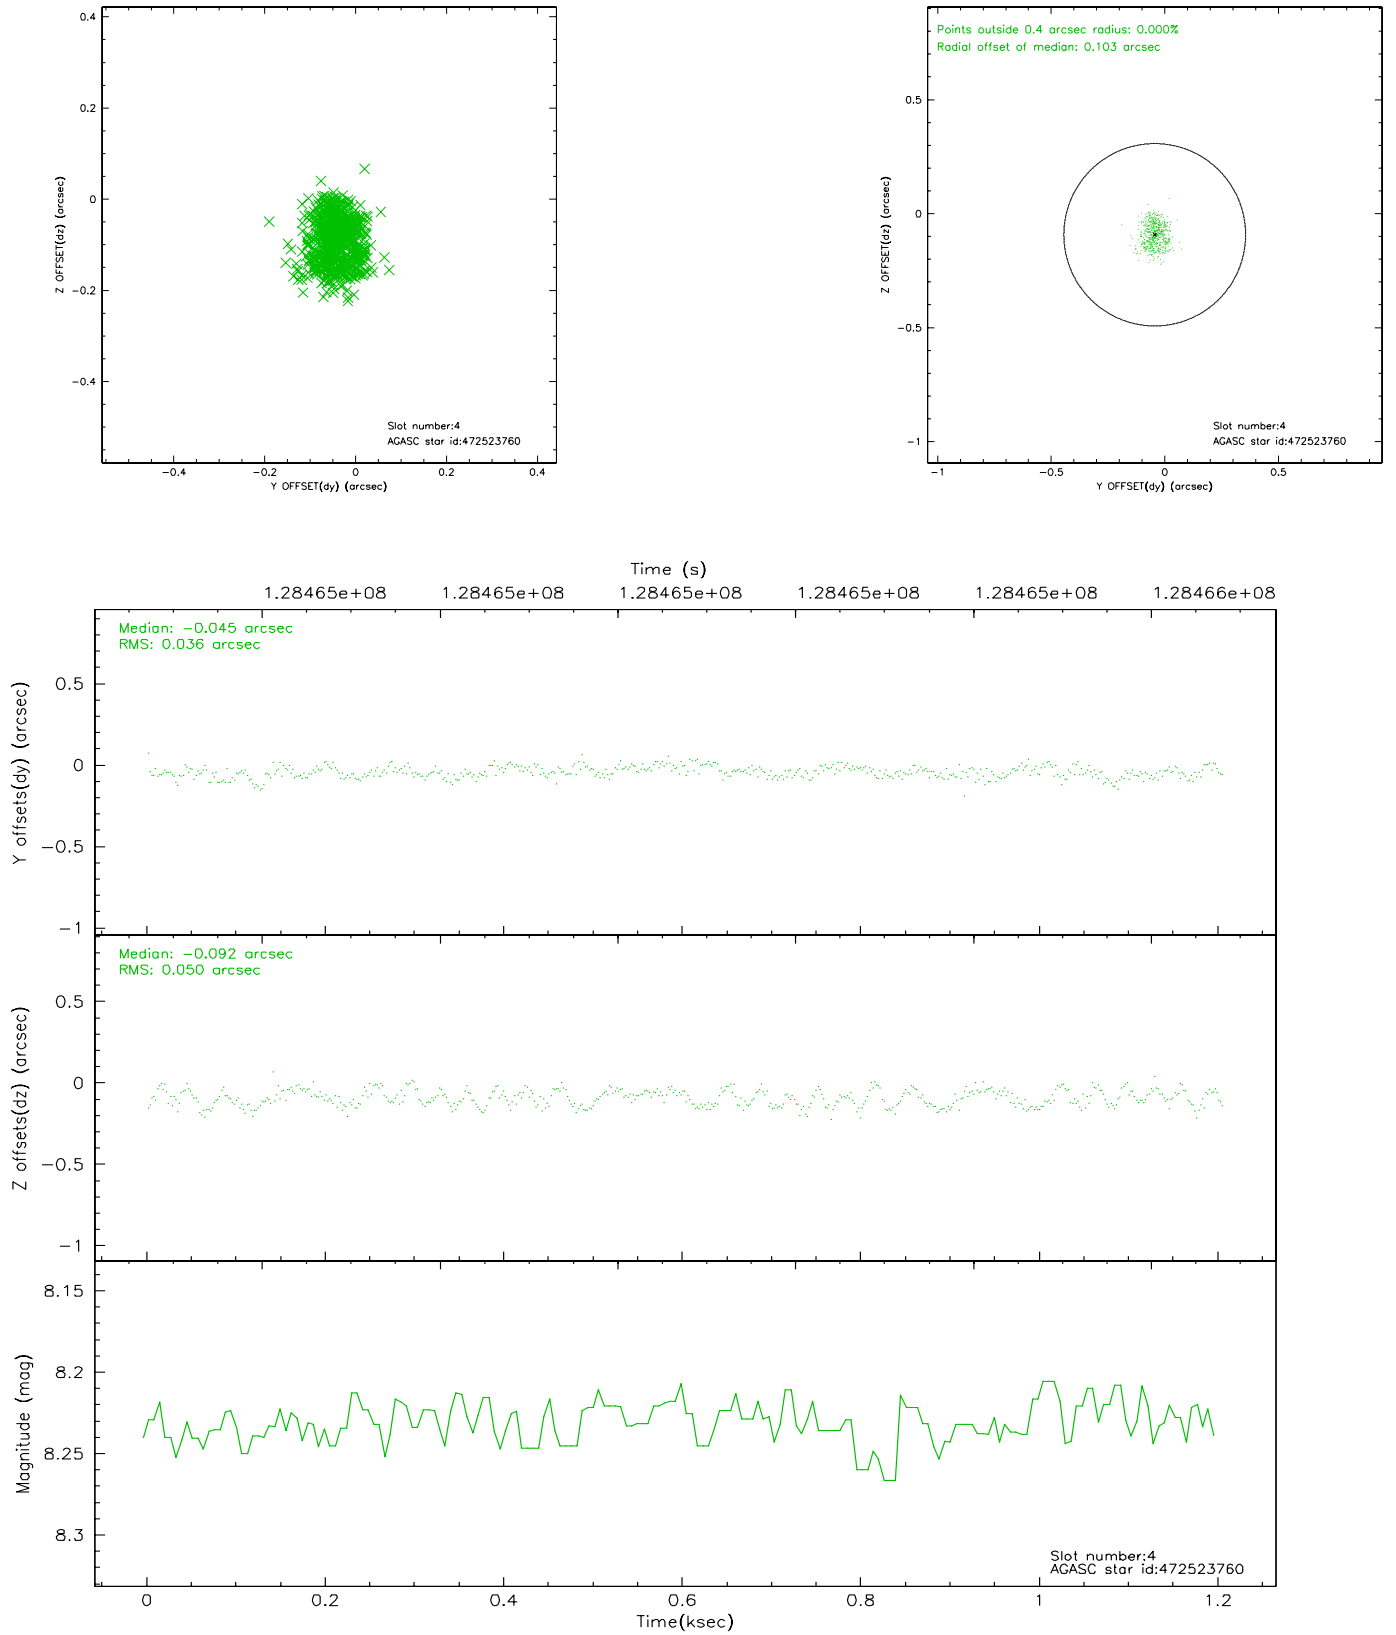 0.4
0.2
0
−0.2
−0.4
Z OFFSET(dz) (arcsec)
Slot number:4
AGASC star id:472523760
−0.4 −0.2 0 0.2 0.4
Y OFFSET(dy) (arcsec)
Points outside 0.4 arcsec radius: 0.000%
Radial offset of median: 0.103 arcsec
0.5
0
−0.5
−1
Z OFFSET(dz) (arcsec)
Slot number:4
AGASC star id:472523760
−1 −0.5 0 0.5
Y OFFSET(dy) (arcsec)
Time (s)
1.28465e+08 1.28465e+08 1.28465e+08 1.28465e+08 1.28465e+08 1.28466e+08
Median: −0.045 arcsec
RMS: 0.036 arcsec
0.5
0
−0.5
−1
Y offsets(dy) (arcsec)
Median: −0.092 arcsec
RMS: 0.050 arcsec
0.5
0
−0.5
−1
Z offsets(dz) (arcsec)
8.15
8.2
8.25
8.3
Magnitude (mag)
Slot number:4
AGASC star id:472523760
0 0.2 0.4 0.6 0.8 1 1.2
Time(ksec)